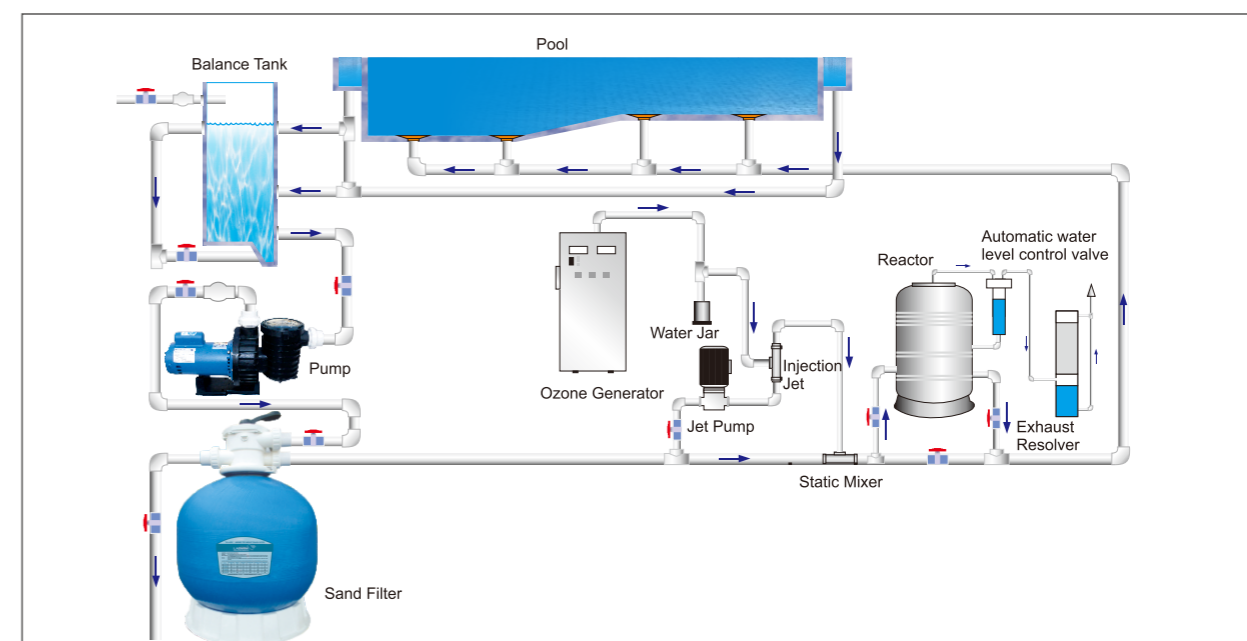 Pool
Balance Tank
Automatic water
level control valve
Reactor
Water Jar
Injection
Jet
Pump
Ozone Generator
Jet Pump
Exhaust
Resolver
Static Mixer
Sand Filter